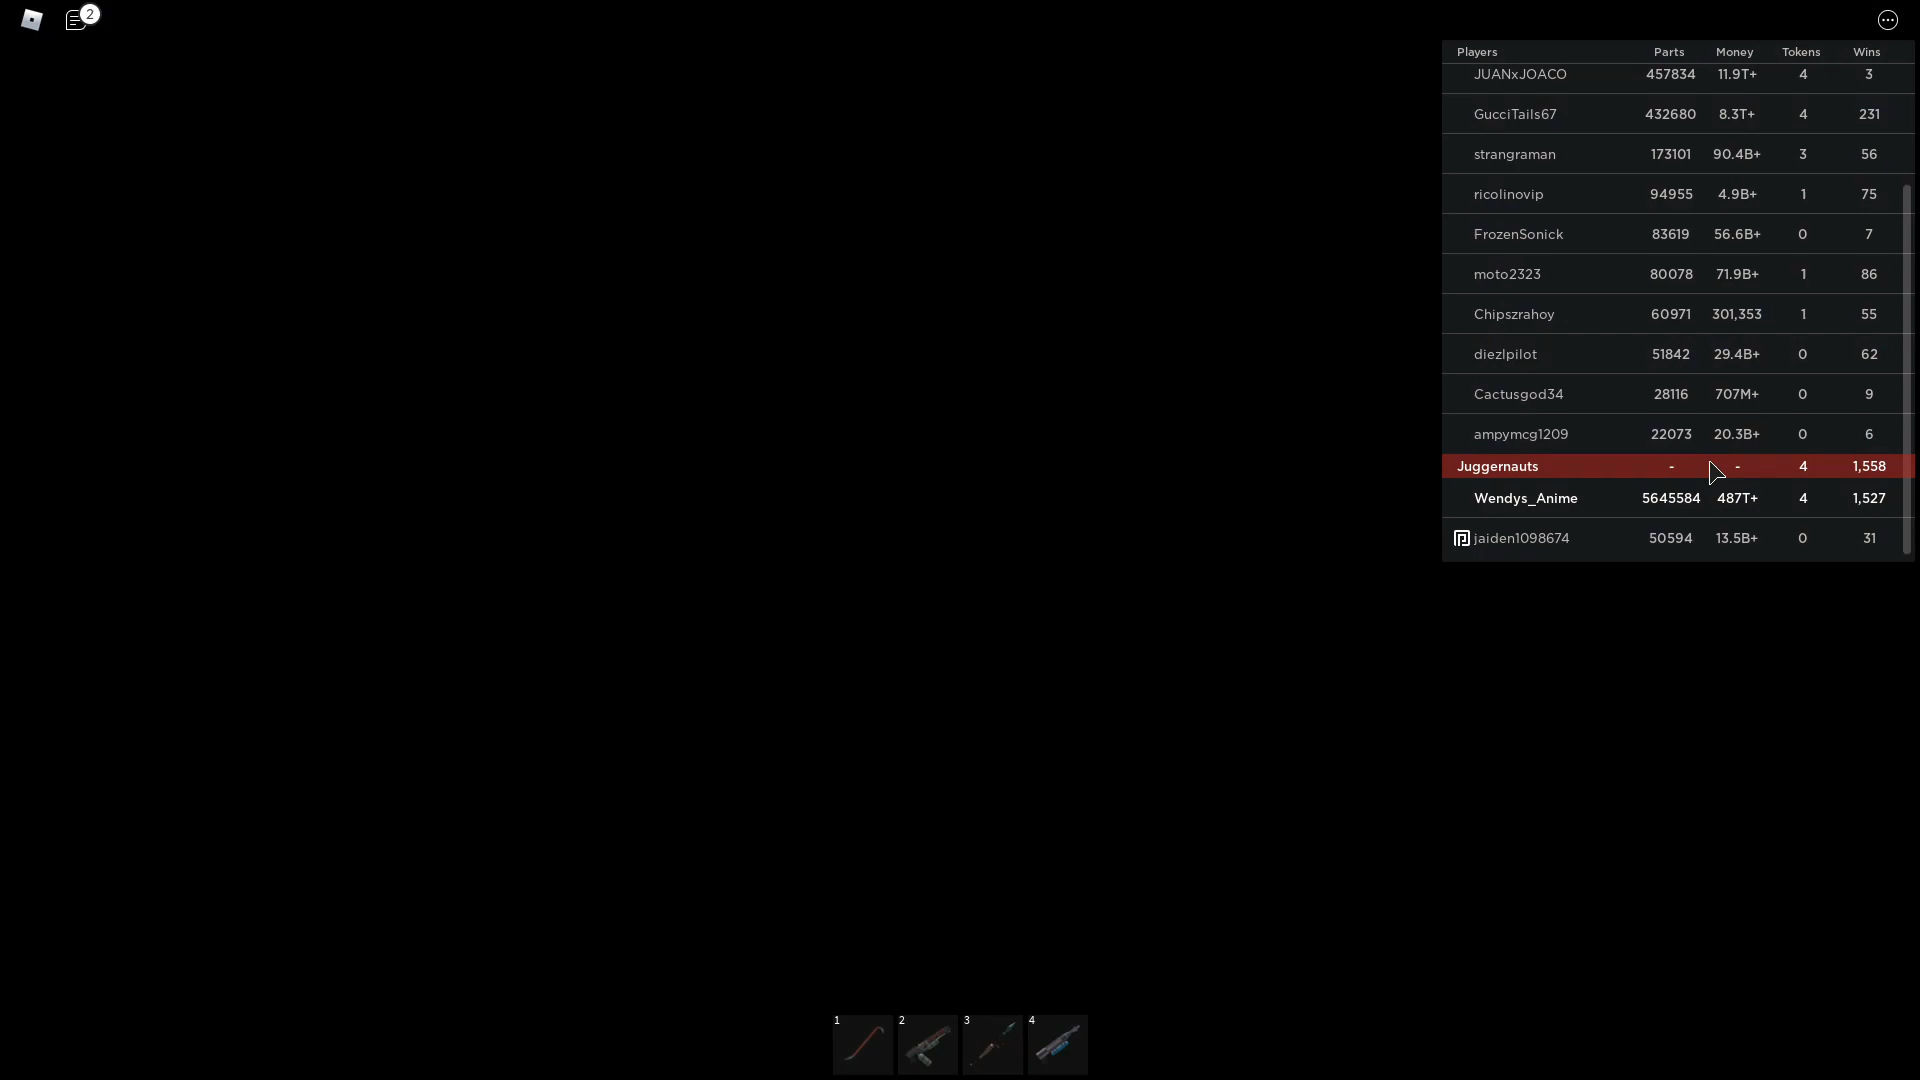 2
Players Parts Money Tokens Wins
JUANxJOACO 457834 11.9T+ 4 3
GucciTails67 432680 8.3T+ 4 231
strangraman 173101 90.4B+ 3 56
ricolinovip 94955 4.9B+ 1 75
FrozenSonick 83619 56.6B+ 0 7
moto2323 80078 71.9B+ 1 86
Chipszrahoy 60971 301,353 1 55
diezlpilot 51842 29.4B+ 0 62
Cactusgod34 28116 707M+ 0 9
ampymcg1209 22073 20.3B+ 0 6
Juggernauts - - 4 1,558
Wendys_Anime 5645584 487T+ 4 1,527
jaiden1098674 50594 13.5B+ 0 31
1 2 3 4